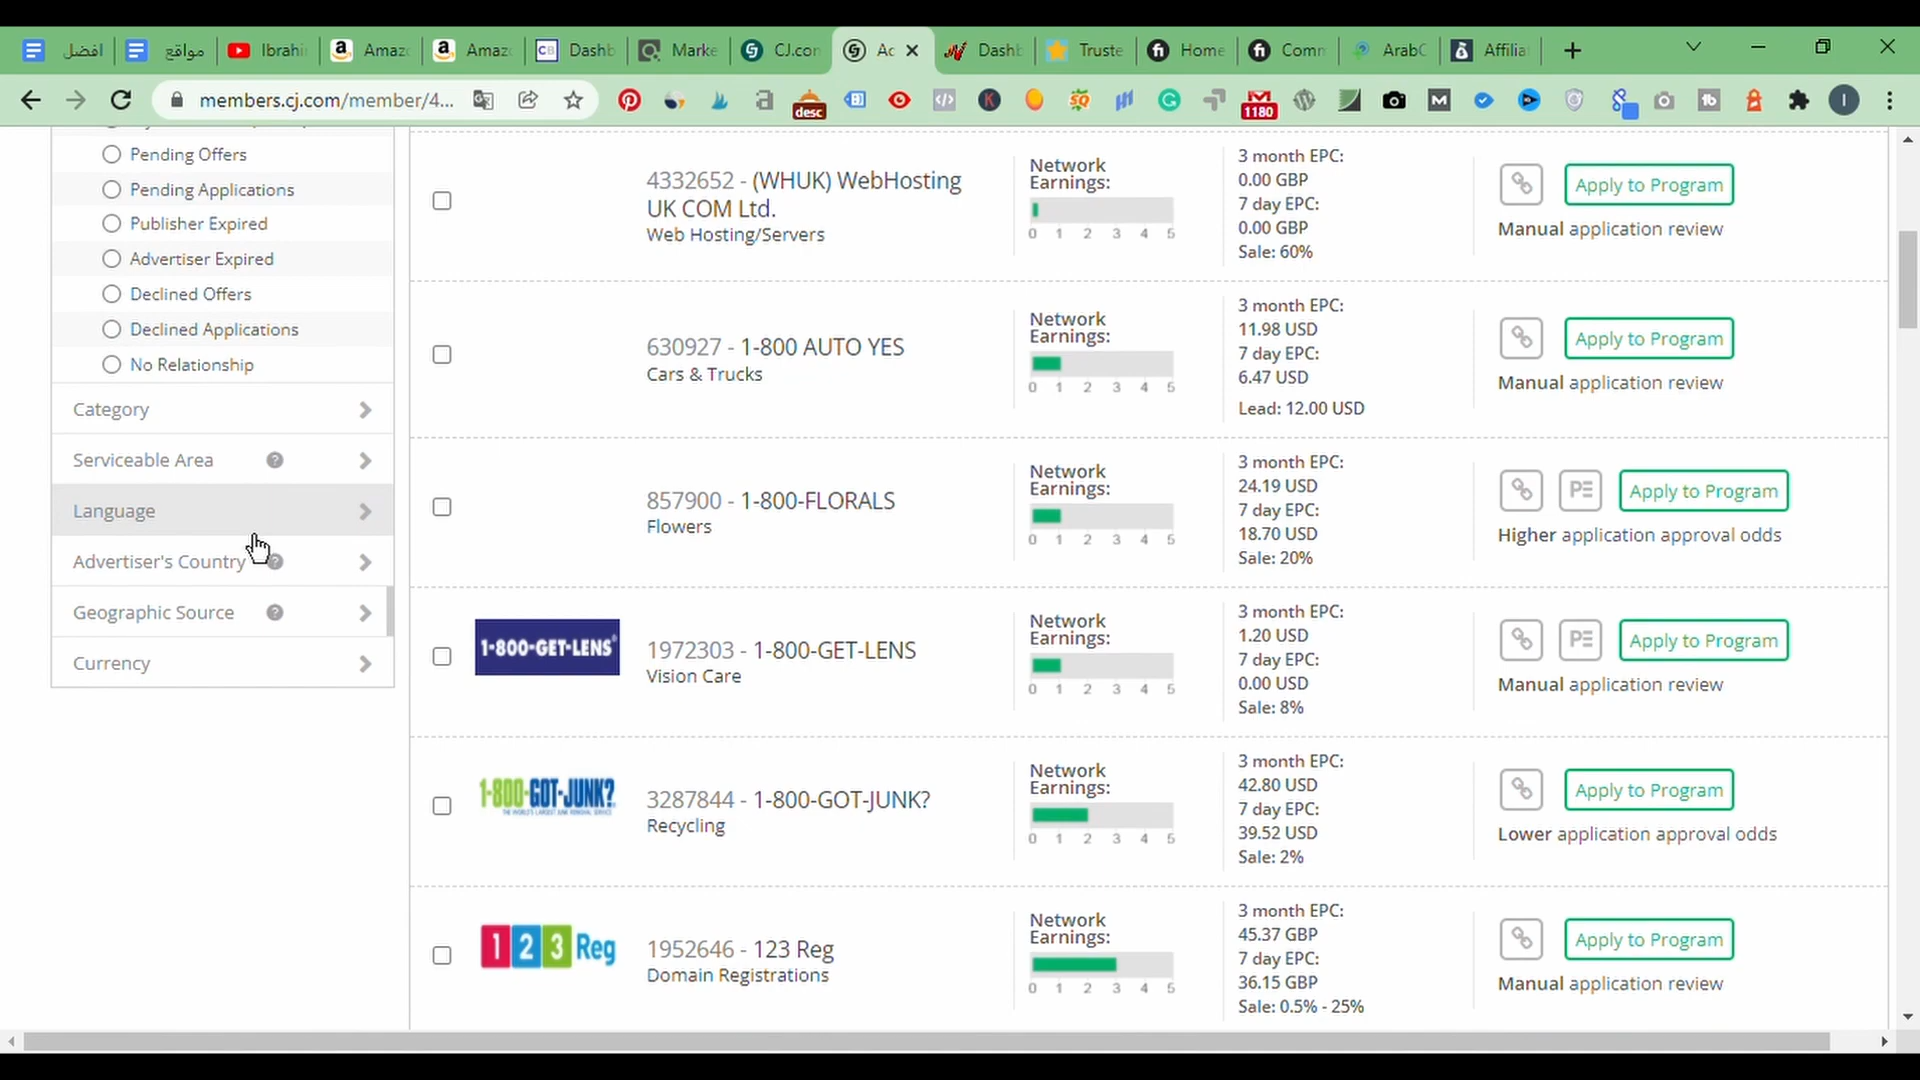 افضل
مواقع
Ibrahi
Amazo
Amaz
CB
Dashb
Marke
CJ.con
Ac
Dashb
Truste
Home
Comm
ArabC
Affilia
members.cj.com/member/4...
desc
1180
Pending Offers
Pending Applications
Publisher Expired
Advertiser Expired
Declined Offers
Declined Applications
No Relationship
Category
Serviceable Area ?
Language
Advertiser's Country ?
Geographic Source ?
Currency
4332652 - (WHUK) WebHosting
UK COM Ltd.
Web Hosting/Servers
Network
Earnings:
0 1 2 3 4 5
3 month EPC:
0.00 GBP
7 day EPC:
0.00 GBP
Sale: 60%
Apply to Program
Manual application review
630927 - 1-800 AUTO YES
Cars & Trucks
Network
Earnings:
0 1 2 3 4 5
3 month EPC:
11.98 USD
7 day EPC:
6.47 USD
Lead: 12.00 USD
Apply to Program
Manual application review
857900 - 1-800-FLORALS
Flowers
Network
Earnings:
0 1 2 3 4 5
3 month EPC:
24.19 USD
7 day EPC:
18.70 USD
Sale: 20%
PE
Apply to Program
Higher application approval odds
1-800-GET-LENS
1972303 - 1-800-GET-LENS
Vision Care
Network
Earnings:
0 1 2 3 4 5
3 month EPC:
1.20 USD
7 day EPC:
0.00 USD
Sale: 8%
PE
Apply to Program
Manual application review
1-800-GOT-JUNK?
3287844 - 1-800-GOT-JUNK?
Recycling
Network
Earnings:
0 1 2 3 4 5
3 month EPC:
42.80 USD
7 day EPC:
39.52 USD
Sale: 2%
Apply to Program
Lower application approval odds
123 Reg
1952646 - 123 Reg
Domain Registrations
Network
Earnings:
0 1 2 3 4 5
3 month EPC:
45.37 GBP
7 day EPC:
36.15 GBP
Sale: 0.5% - 25%
Apply to Program
Manual application review